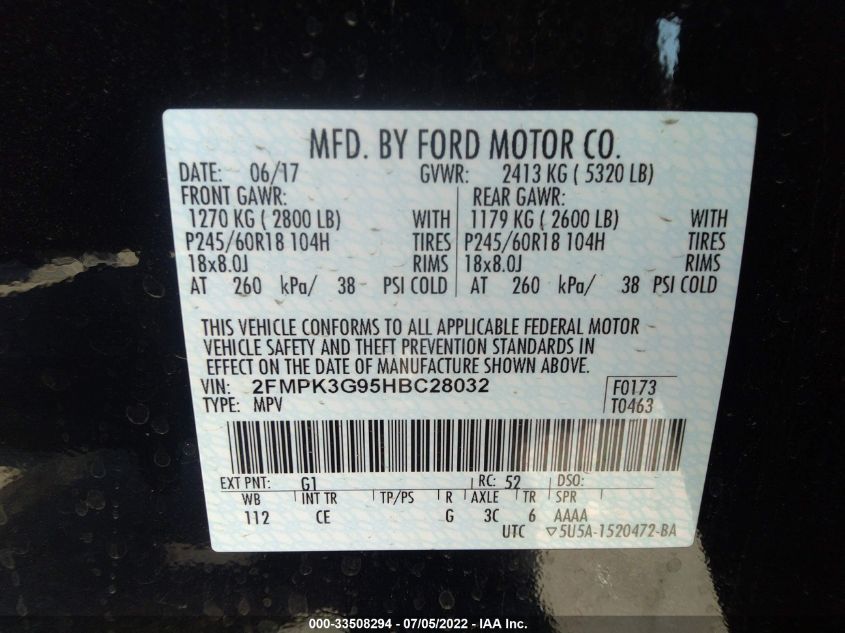 MFD. BY FORD MOTOR CO.
DATE: 06/17 GVWR: 2413 KG ( 5320 LB)
FRONT GAWR: REAR GAWR:
1270 KG ( 2800 LB) WITH 1179 KG ( 2600 LB) WITH
P245/60R18 104H TIRES P245/60R18 104H TIRES
18x8.0J RIMS 18x8.0J RIMS
AT 260 kPa/ 38 PSI COLD AT 260 kPa/ 38 PSI COLD
THIS VEHICLE CONFORMS TO ALL APPLICABLE FEDERAL MOTOR
VEHICLE SAFETY AND THEFT PREVENTION STANDARDS IN
EFFECT ON THE DATE OF MANUFACTURE SHOWN ABOVE.
VIN: 2FMPK3G95HBC28032 F0173
TYPE: MPV T0463
EXT PNT: G1 RC: 52 DSO:
WB INT TR TP/PS R AXLE TR SPR
112 CE G 3C 6 AAAA
UTC ▽5U5A-1520472-BA
000-33508294 - 07/05/2022 - IAA Inc.